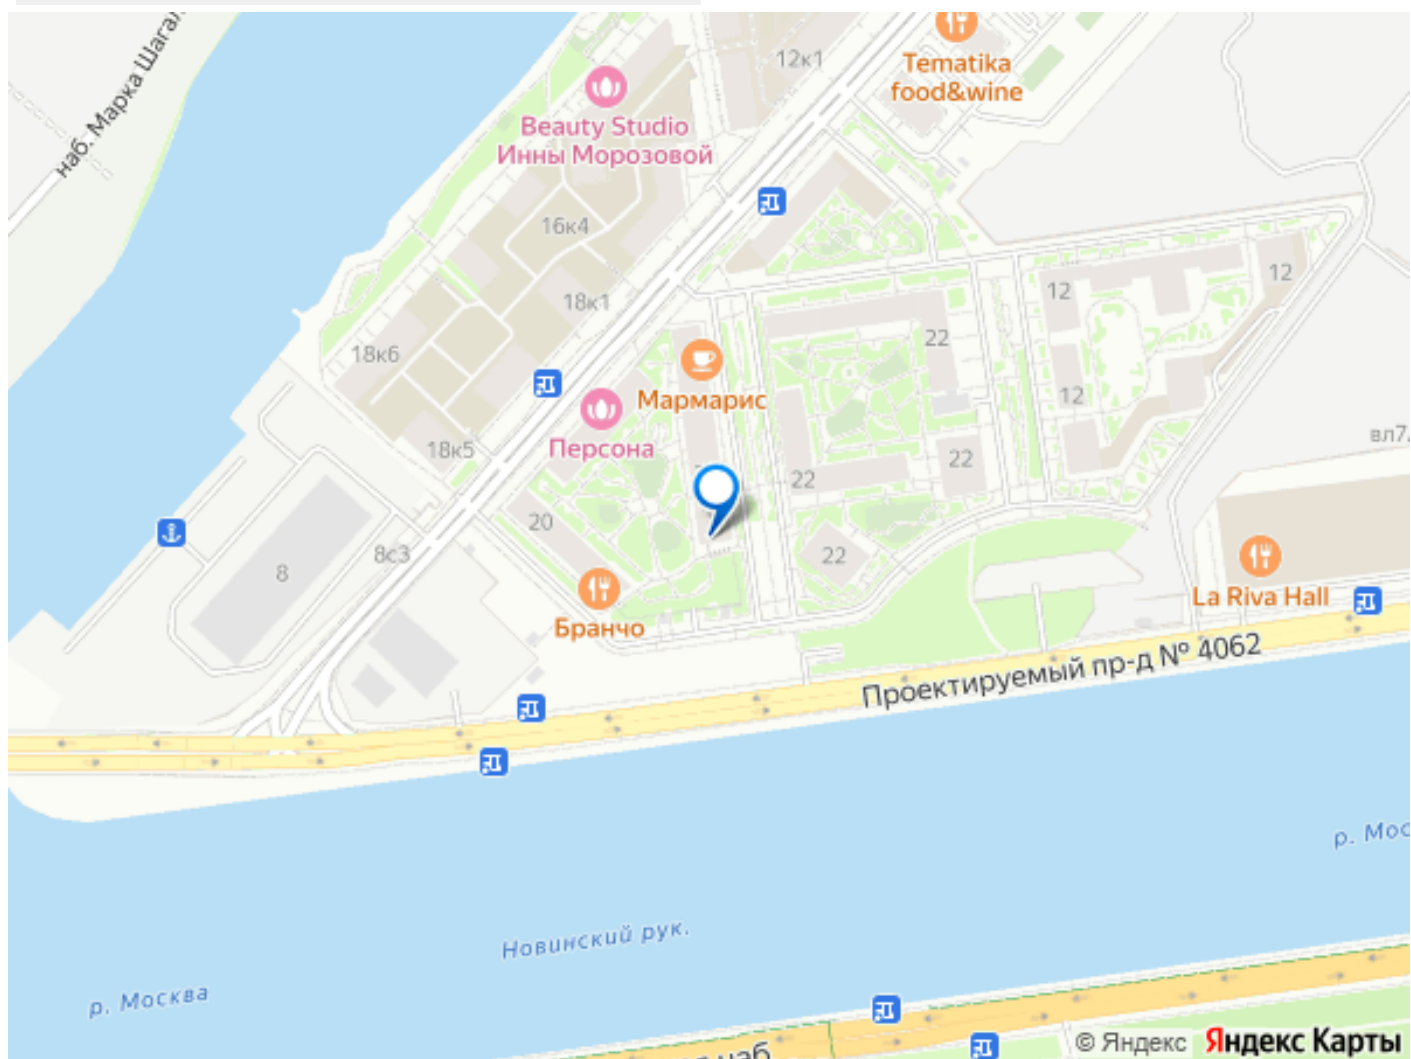 наб. Марка Шагал
12к1
Tematika
food&wine
Beauty Studio
Инны Морозовой
16к4
18к1
12
12
18к6
22
Мармарис
12
Персона
18к5
22
22
вл7
20
8с3
22
8
La Riva Hall
Бранчо
Проектируемый пр-д № 4062
р. Мос
Новинский рук.
р. Москва
наб
© Яндекс Яндекс Карты